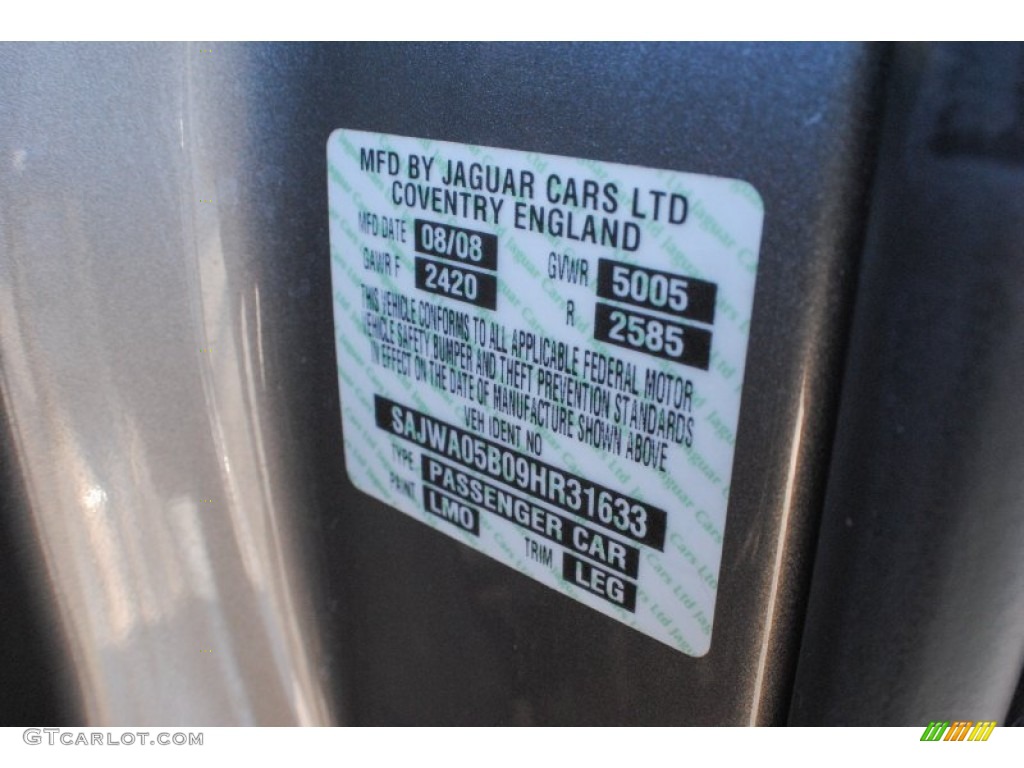 MFD BY JAGUAR CARS LTD
COVENTRY ENGLAND
MFD DATE 08/08 GVWR 5005
GAWR F 2420 R 2585
THIS VEHICLE CONFORMS TO ALL APPLICABLE FEDERAL MOTOR
VEHICLE SAFETY BUMPER AND THEFT PREVENTION STANDARDS
IN EFFECT ON THE DATE OF MANUFACTURE SHOWN ABOVE
VEH IDENT NO
SAJWA05B09HR31633
TYPE PASSENGER CAR
PAINT LMO TRIM LEG
GTCARLOT.COM